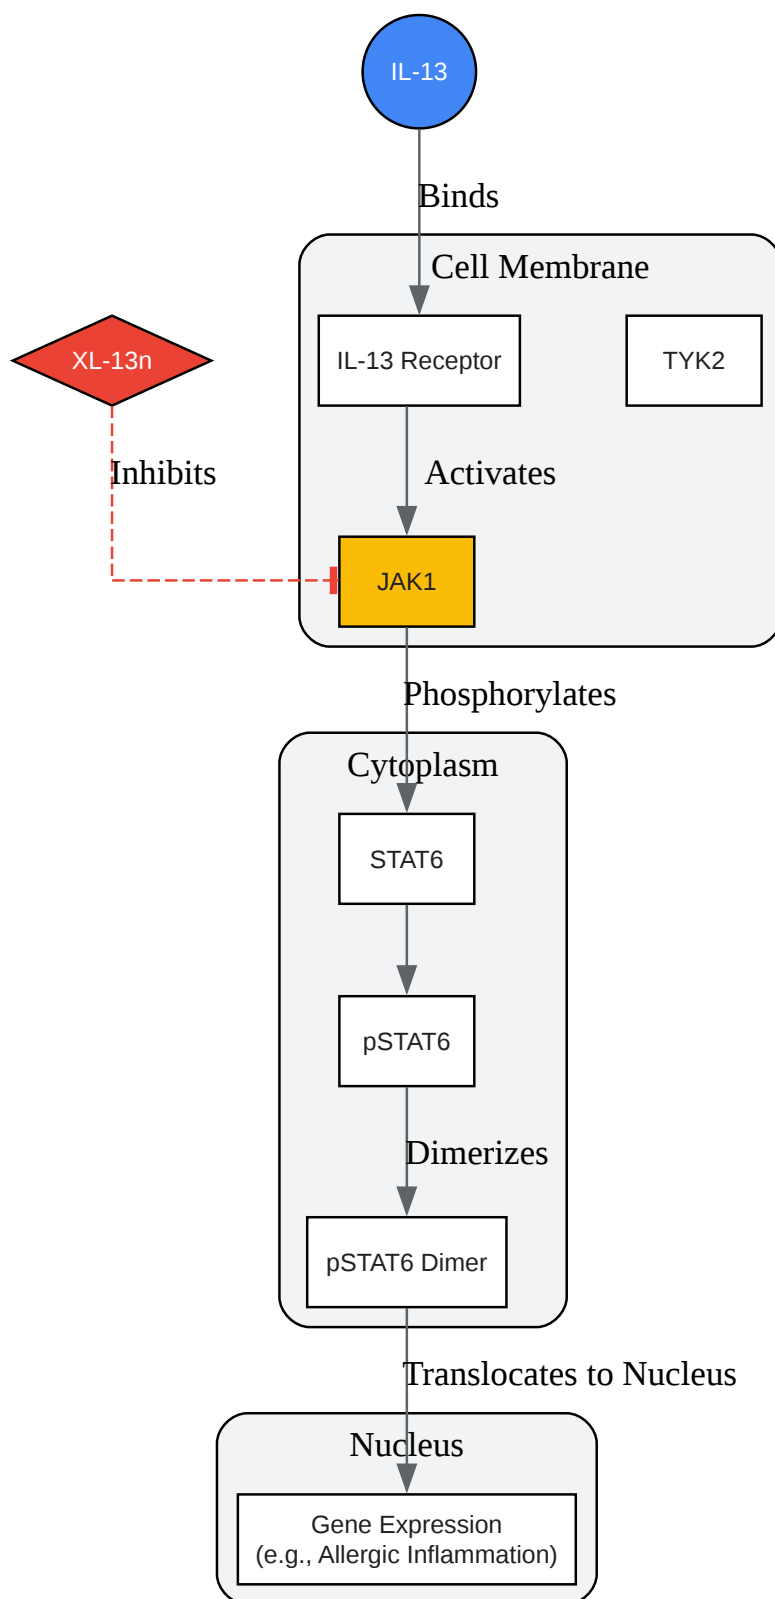 IL-13
Binds
Cell Membrane
XL-13n
IL-13 Receptor
TYK2
Inhibits
Activates
JAK1
Phosphorylates
Cytoplasm
STAT6
pSTAT6
Dimerizes
pSTAT6 Dimer
Translocates to Nucleus
Nucleus
Gene Expression
(e.g., Allergic Inflammation)